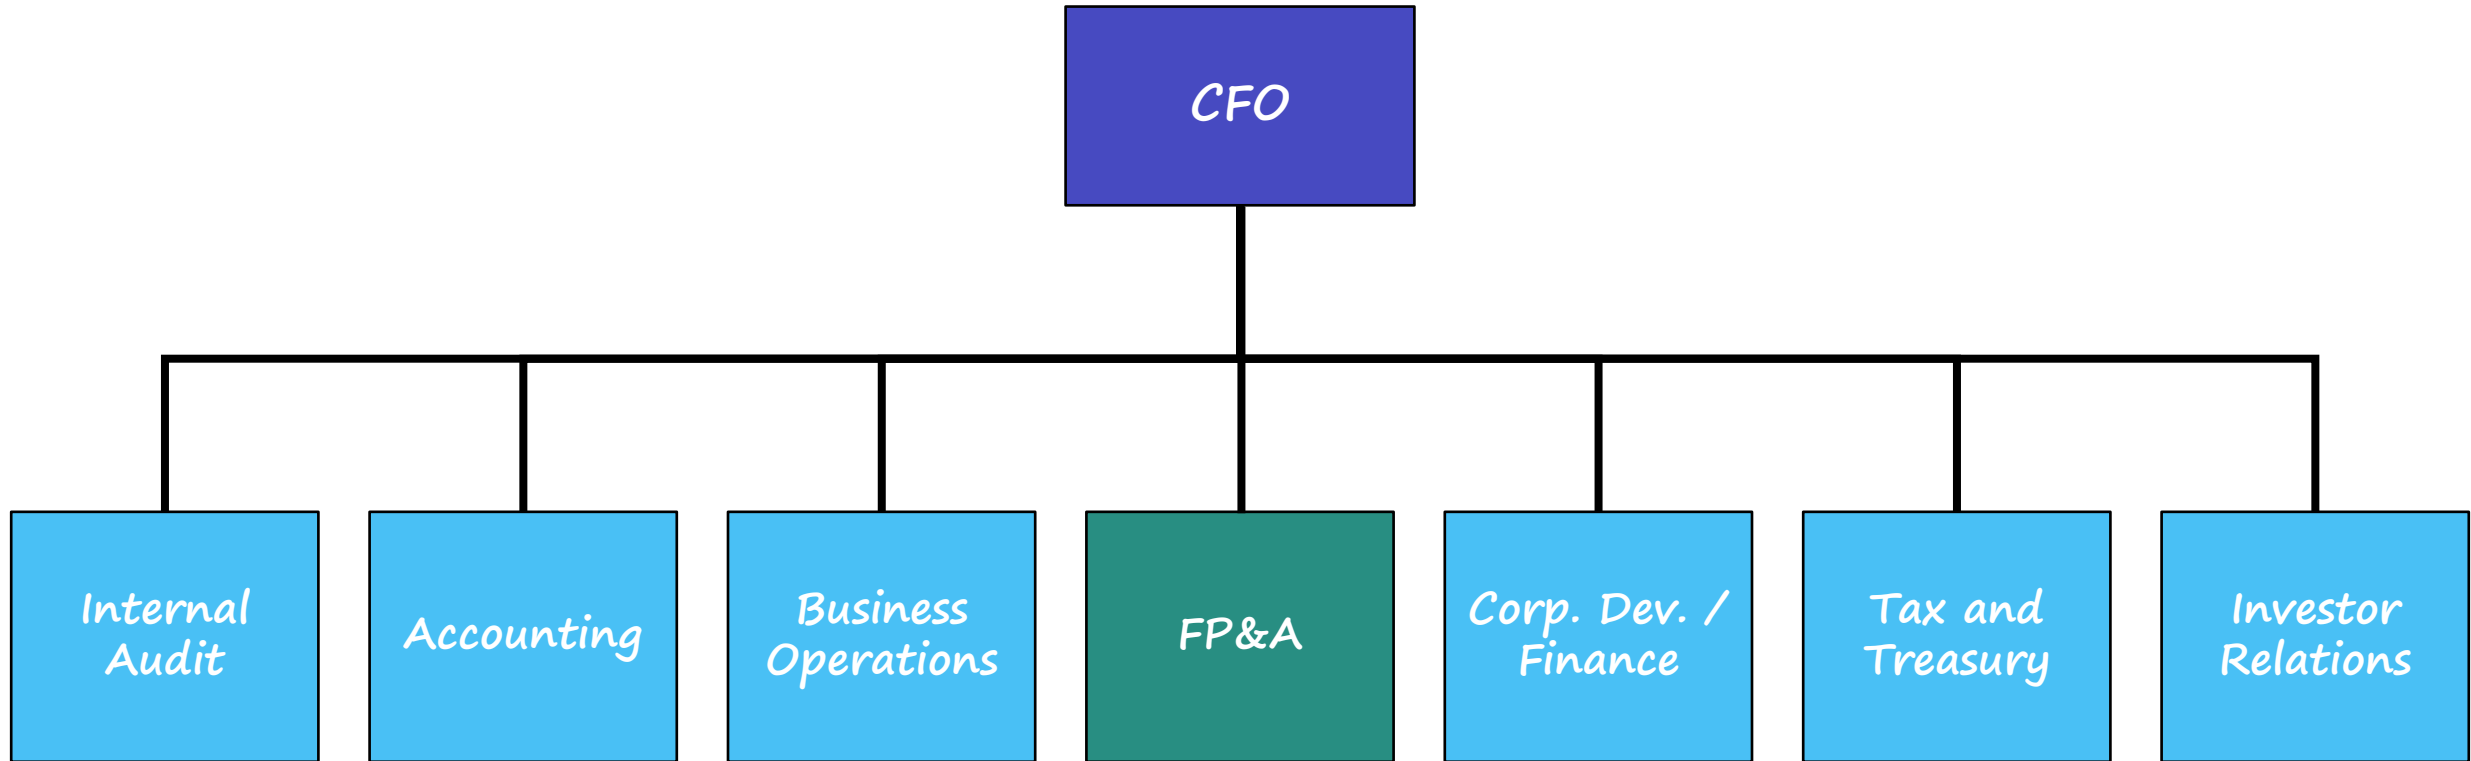 CFO
Internal
Audit
Accounting
Business
Operations
FP&A
Corp. Dev. /
Finance
Tax and
Treasury
Investor
Relations